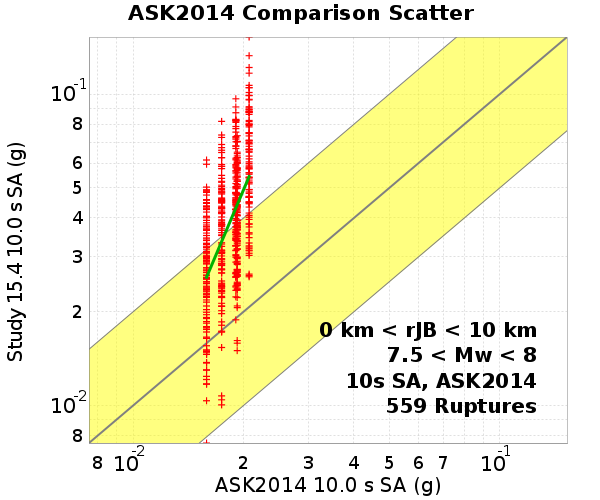 ASK2014 Comparison Scatter
Study 15.4 10.0 s SA (g)
10-1
8
6
5
4
3
2
10-2
8
0 km < rJB < 10 km
7.5 < Mw < 8
10s SA, ASK2014
559 Ruptures
8 10-2 2 3 4 5 6 7 8 10-1
ASK2014 10.0 s SA (g)